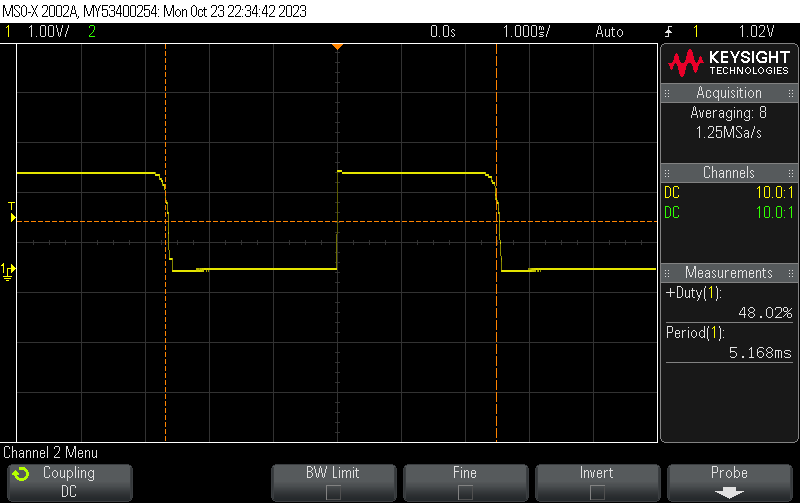 MSO-X 2002A, MY53400254: Mon Oct 23 22:34:42 2023
1 1.00V/ 2 0.0s 1.000ms/ Auto 1 1.02V
KEYSIGHT
TECHNOLOGIES
Acquisition
Averaging: 8
1.25MSa/s
Channels
DC 10.0:1
DC 10.0:1
T
1
Measurements
+Duty(1):
48.02%
Period(1):
5.168ms
Channel 2 Menu
Coupling
DC
BW Limit
Fine
Invert
Probe